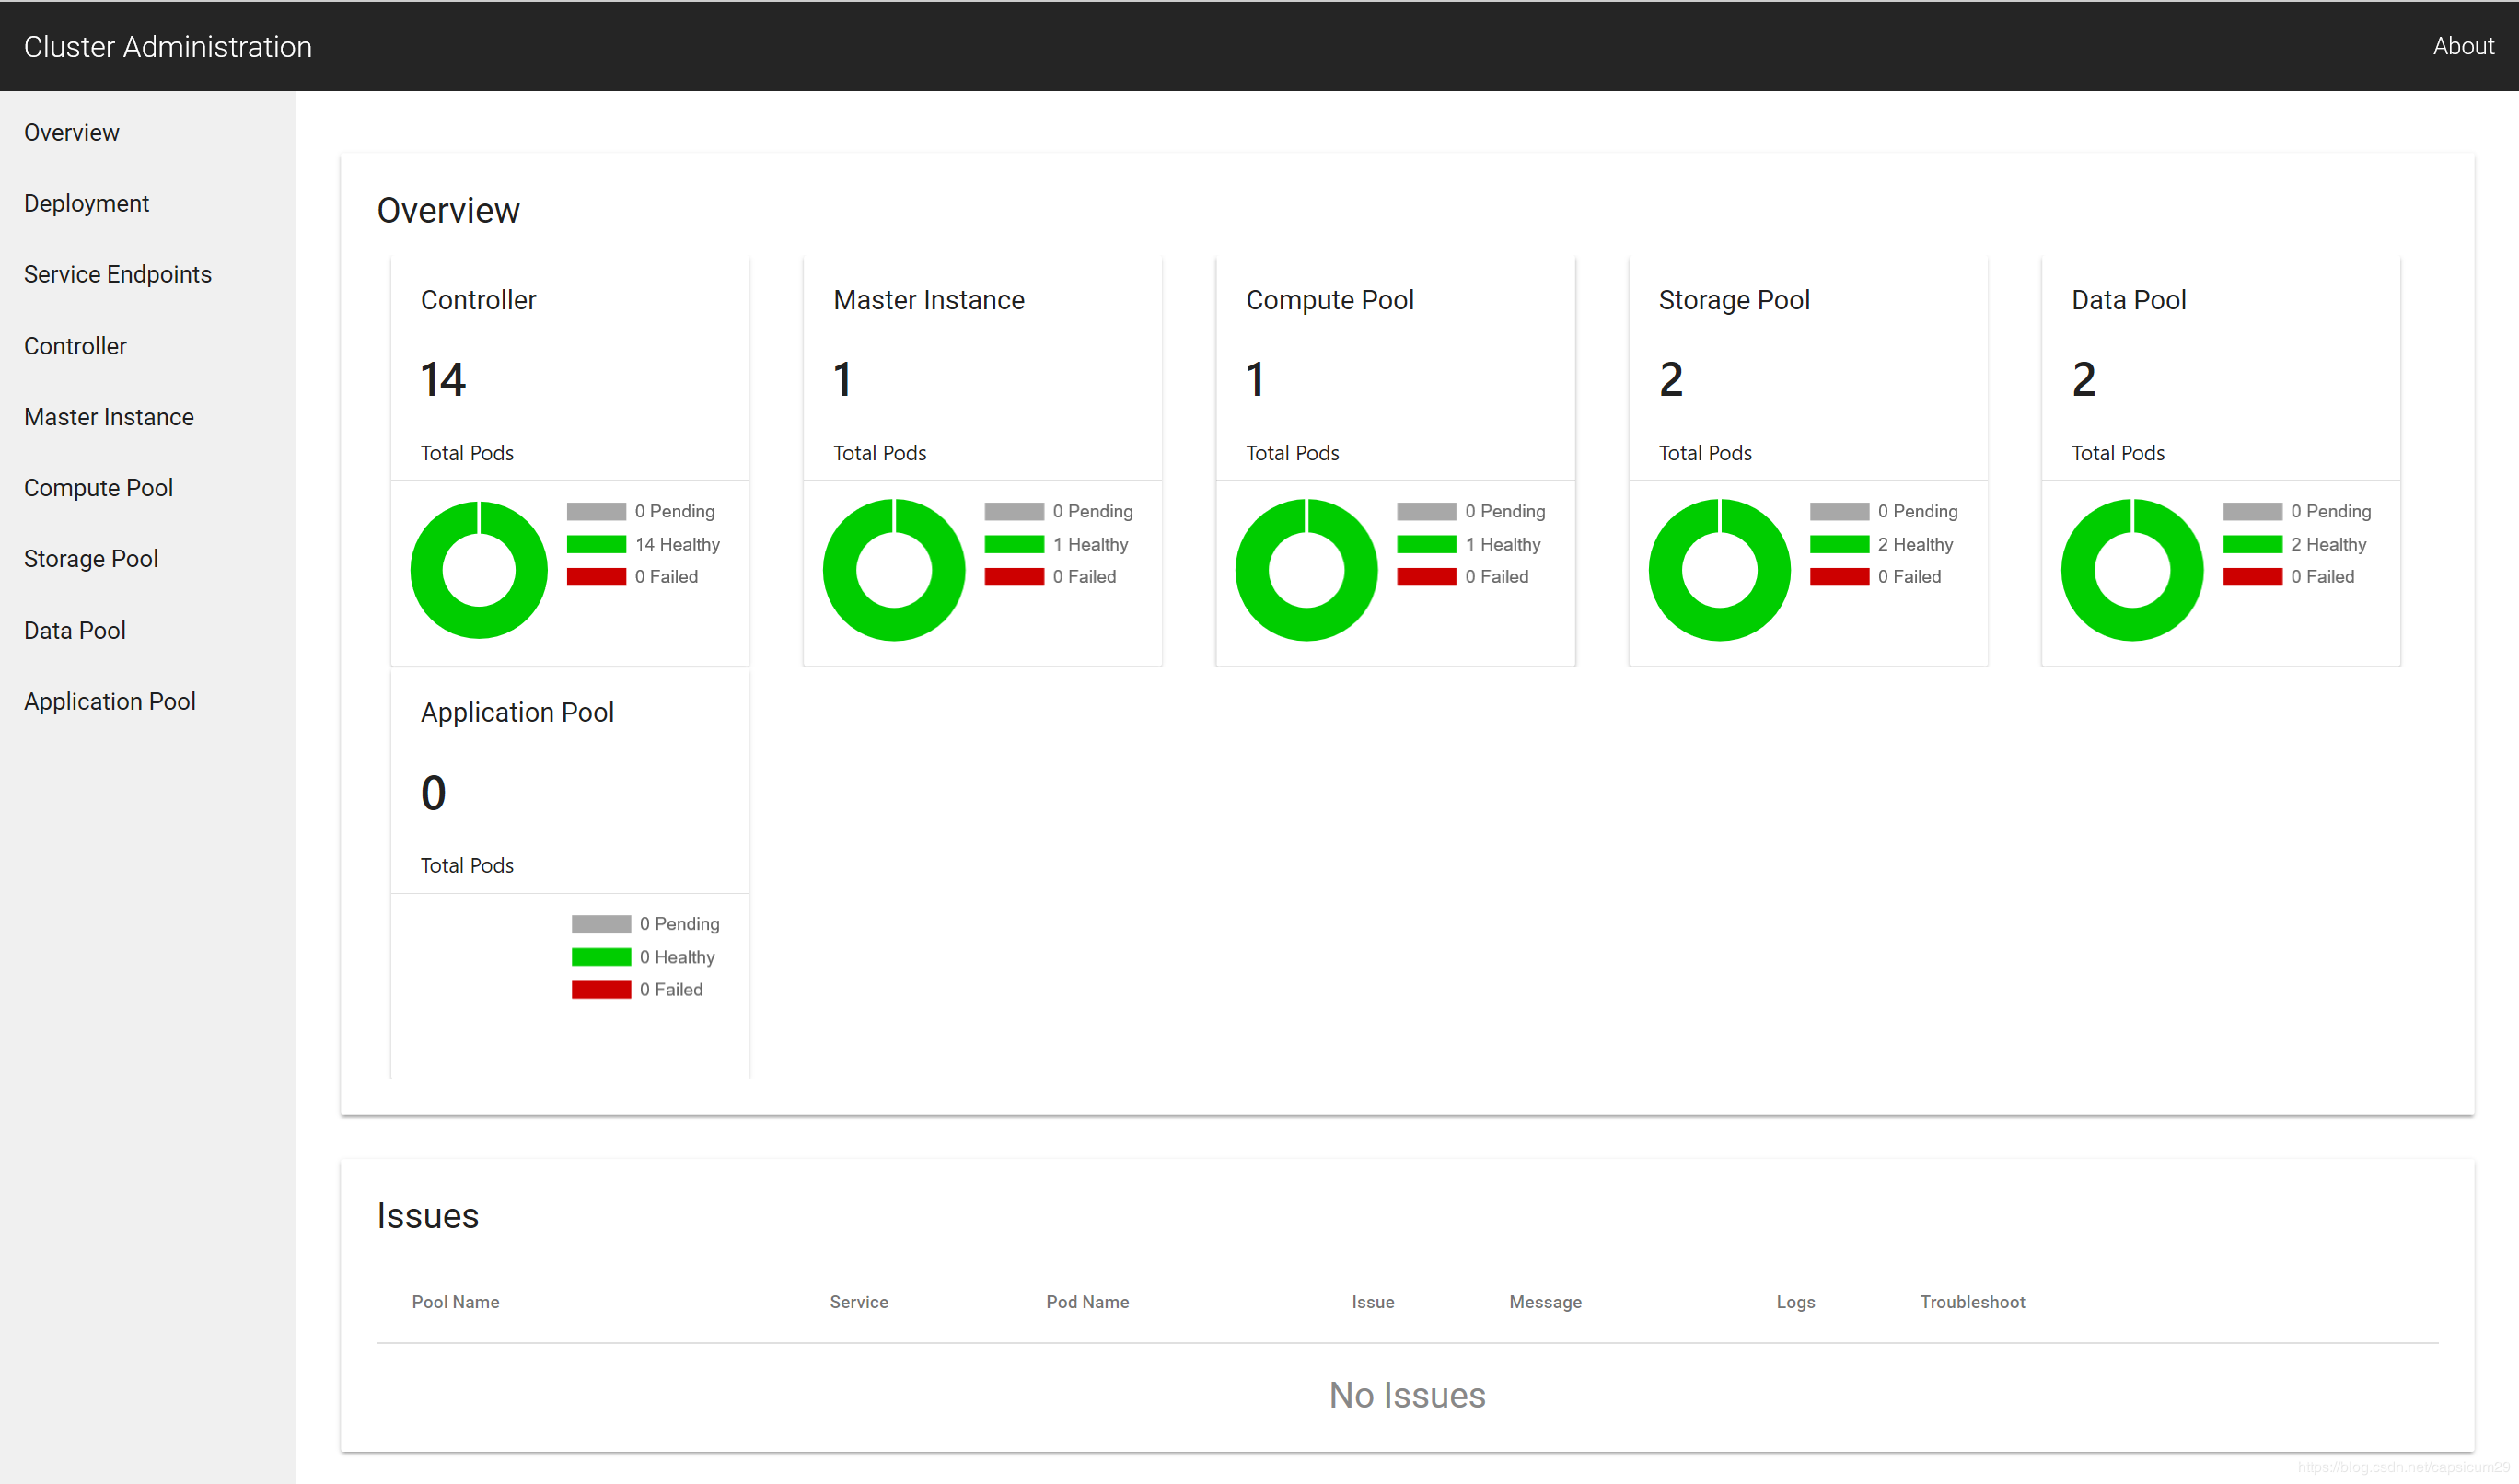 Cluster Administration
About
Overview
Deployment
Service Endpoints
Controller
Master Instance
Compute Pool
Storage Pool
Data Pool
Application Pool
Overview
Controller
14
Total Pods
0 Pending
14 Healthy
0 Failed
Master Instance
1
Total Pods
0 Pending
1 Healthy
0 Failed
Compute Pool
1
Total Pods
0 Pending
1 Healthy
0 Failed
Storage Pool
2
Total Pods
0 Pending
2 Healthy
0 Failed
Data Pool
2
Total Pods
0 Pending
2 Healthy
0 Failed
Application Pool
0
Total Pods
0 Pending
0 Healthy
0 Failed
Issues
Pool Name Service Pod Name Issue Message Logs Troubleshoot
No Issues
https://blog.csdn.net/capsicum29